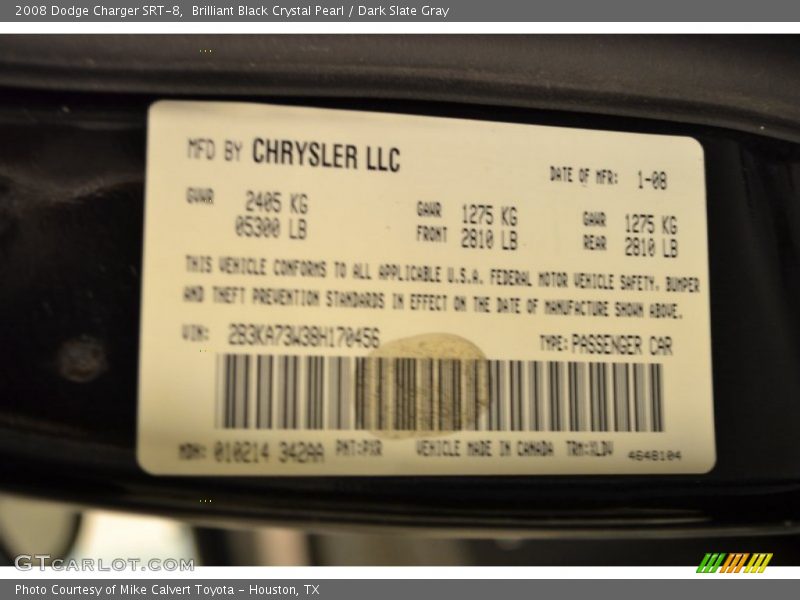 2008 Dodge Charger SRT-8,  Brilliant Black Crystal Pearl / Dark Slate Gray
MFD BY CHRYSLER LLC
DATE OF MFR: 1-08
GVWR 2405 KG
05300 LB
GAWR FRONT 1275 KG
2810 LB
GAWR REAR 1275 KG
2810 LB
THIS VEHICLE CONFORMS TO ALL APPLICABLE U.S.A. FEDERAL MOTOR VEHICLE SAFETY, BUMPER
AND THEFT PREVENTION STANDARDS IN EFFECT ON THE DATE OF MANUFACTURE SHOWN ABOVE.
VIN: 2B3KA73W38H170456
TYPE: PASSENGER CAR
MDH: 010214 342AA PNT:PXR VEHICLE MADE IN CANADA TRM:XLDV 4648104
GTCARLOT.COM
Photo Courtesy of Mike Calvert Toyota - Houston, TX